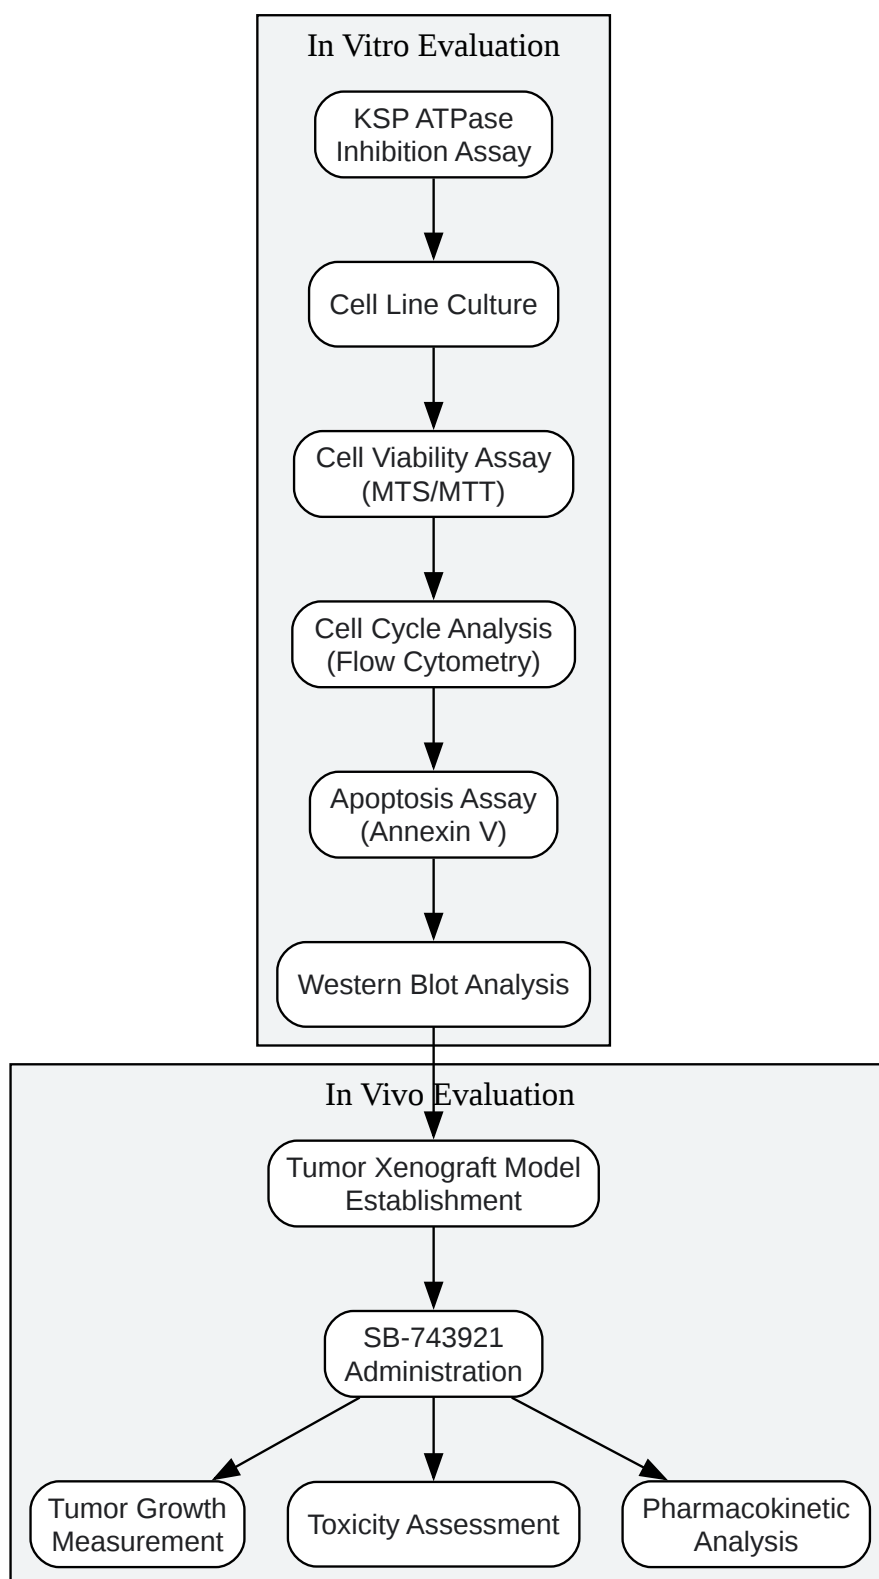 In Vitro Evaluation
KSP ATPase
Inhibition Assay
Cell Line Culture
Cell Viability Assay
(MTS/MTT)
Cell Cycle Analysis
(Flow Cytometry)
Apoptosis Assay
(Annexin V)
Western Blot Analysis
In Vivo Evaluation
Tumor Xenograft Model
Establishment
SB-743921
Administration
Tumor Growth
Measurement
Toxicity Assessment
Pharmacokinetic
Analysis